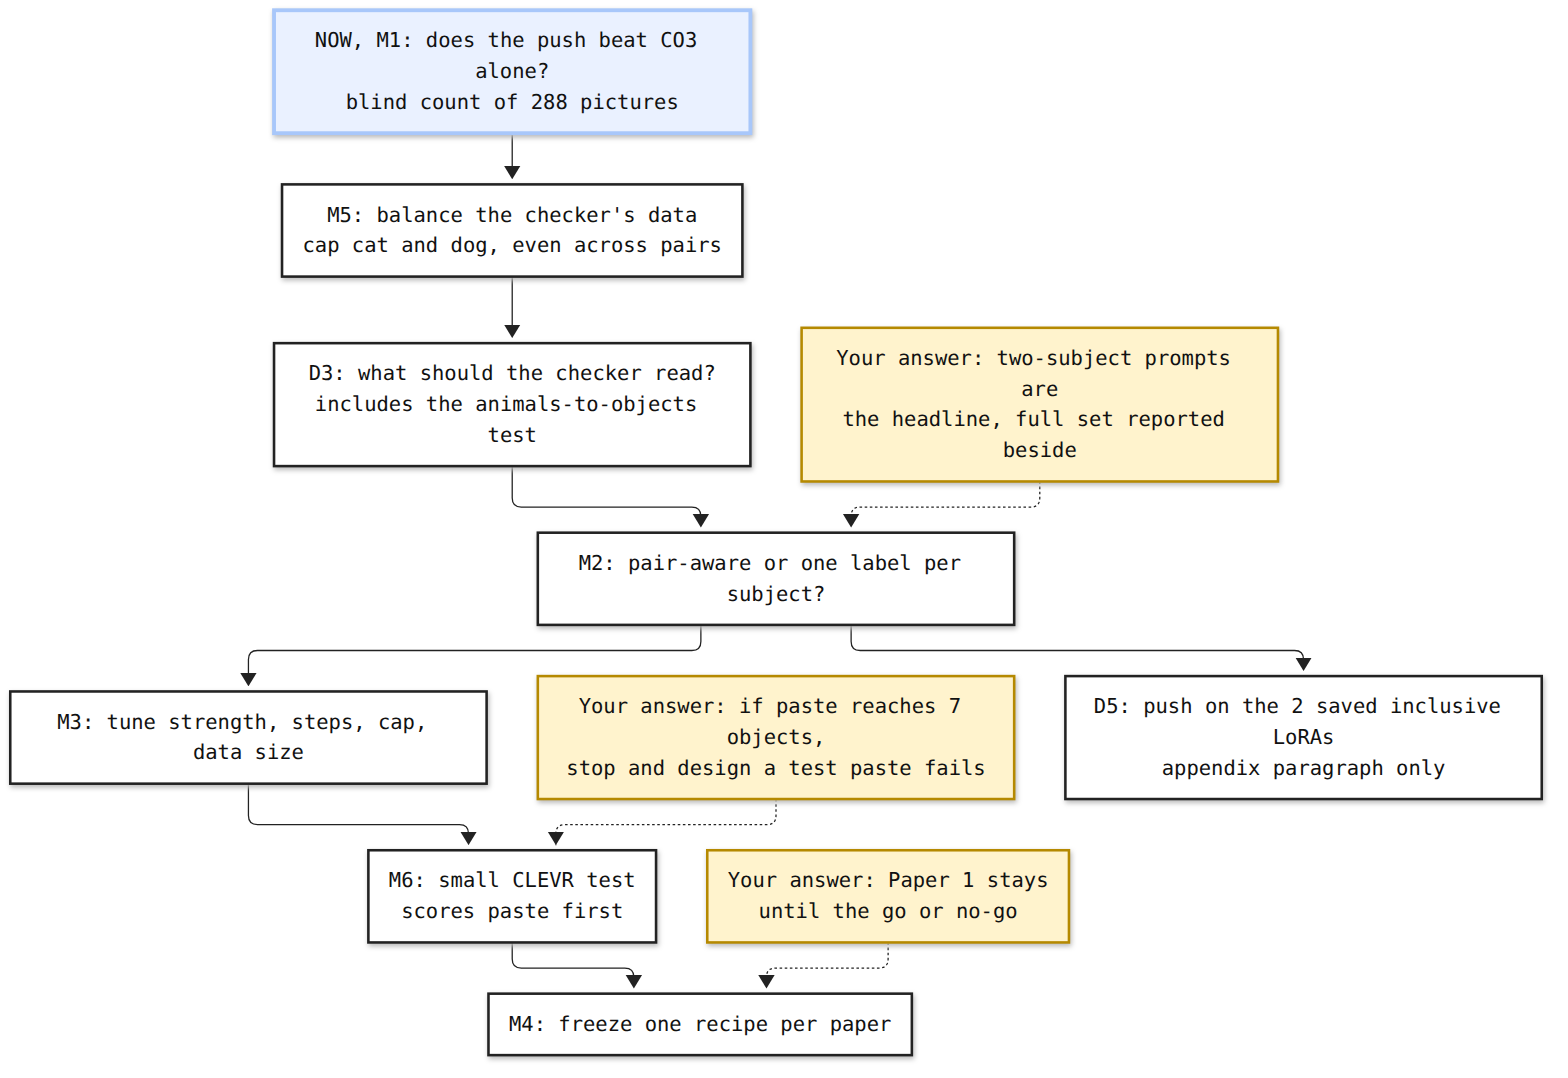 NOW, M1: does the push beat CO3
alone?
blind count of 288 pictures
M5: balance the checker's data
cap cat and dog, even across pairs
D3: what should the checker read?
includes the animals-to-objects
test
Your answer: two-subject prompts
are
the headline, full set reported
beside
M2: pair-aware or one label per
subject?
M3: tune strength, steps, cap,
data size
Your answer: if paste reaches 7
objects,
stop and design a test paste fails
D5: push on the 2 saved inclusive
LoRAs
appendix paragraph only
M6: small CLEVR test
scores paste first
Your answer: Paper 1 stays
until the go or no-go
M4: freeze one recipe per paper